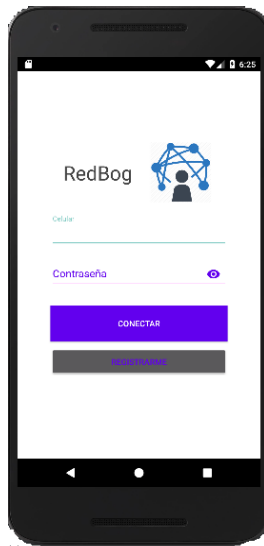 6:25
RedBog
Celular
Contraseña
CONECTAR
REGISTRARME